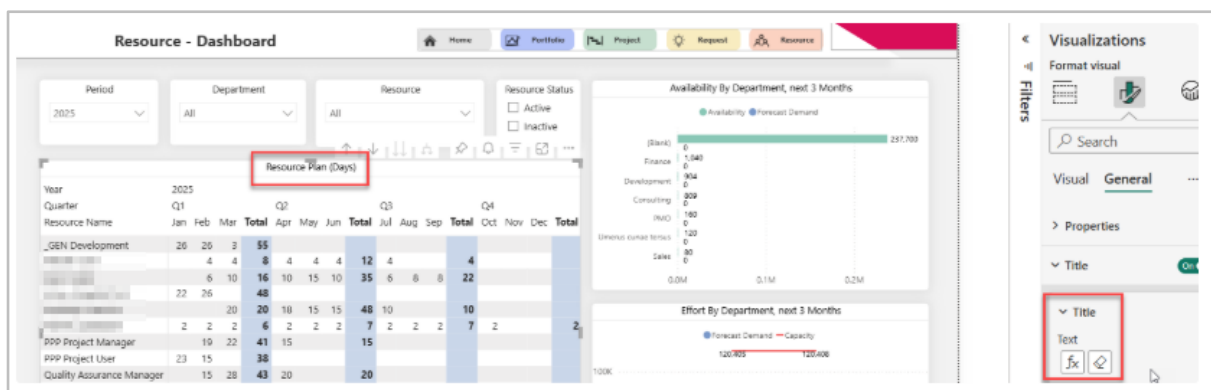 Resource - Dashboard
Home
Portfolio
Project
Request
Resource
Period
2025
Department
All
Resource
All
Resource Status
Active
Inactive
Resource Plan (Days)
Year 2025
Quarter Q1 Q2 Q3 Q4
Resource Name Jan Feb Mar Total Apr May Jun Total Jul Aug Sep Total Oct Nov Dec Total
_GEN Development 26 26 3 55
4 4 8 4 4 4 12 4 4
6 10 16 10 15 10 35 6 8 8 22
22 26 48
20 20 18 15 15 48 10 10
2 2 2 6 2 2 2 7 2 2 2 7 2 2
PPP Project Manager 19 22 41 15 15
PPP Project User 23 15 38
Quality Assurance Manager 15 28 43 20 20
Availability By Department, next 3 Months
Availability Forecast Demand
(Blank) 237,703
0
Finance 1,040
0
Development 904
0
Consulting 809
0
PMO 160
0
120
0
Sales 80
0
0.0M 0.1M 0.2M
Effort By Department, next 3 Months
Forecast Demand Capacity
120,405 120,406
100K
Filters
Visualizations
Format visual
Search
Visual General
Properties
Title On
Title
Text
fx